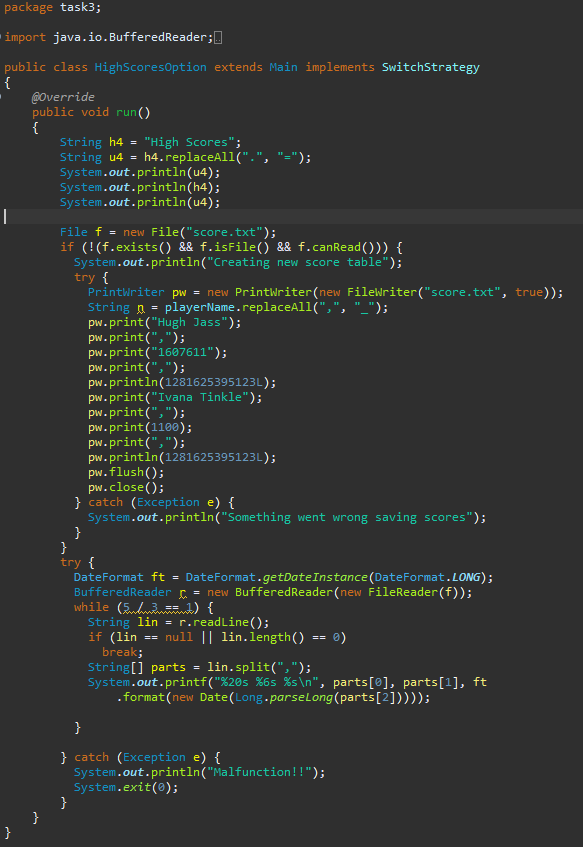 package task3;
import java.io.BufferedReader;
public class HighScoresOption extends Main implements SwitchStrategy
{
    @Override
    public void run()
    {
        String h4 = "High Scores";
        String u4 = h4.replaceAll(".", "=");
        System.out.println(u4);
        System.out.println(h4);
        System.out.println(u4);
        File f = new File("score.txt");
        if (!(f.exists() && f.isFile() && f.canRead())) {
          System.out.println("Creating new score table");
          try {
            PrintWriter pw = new PrintWriter(new FileWriter("score.txt", true));
            String n = playerName.replaceAll(",", "_");
            pw.print("Hugh Jass");
            pw.print(",");
            pw.print("1607611");
            pw.print(",");
            pw.println(1281625395123L);
            pw.print("Ivana Tinkle");
            pw.print(",");
            pw.print(1100);
            pw.print(",");
            pw.println(1281625395123L);
            pw.flush();
            pw.close();
          } catch (Exception e) {
            System.out.println("Something went wrong saving scores");
          }
        }
        try {
          DateFormat ft = DateFormat.getDateInstance(DateFormat.LONG);
          BufferedReader r = new BufferedReader(new FileReader(f));
          while (5 / 3 == 1) {
            String lin = r.readLine();
            if (lin == null || lin.length() == 0)
              break;
            String[] parts = lin.split(",");
            System.out.printf("%20s %6s %s\n", parts[0], parts[1], ft
                .format(new Date(Long.parseLong(parts[2]))));
          }
        } catch (Exception e) {
          System.out.println("Malfunction!!");
          System.exit(0);
        }
    }
}